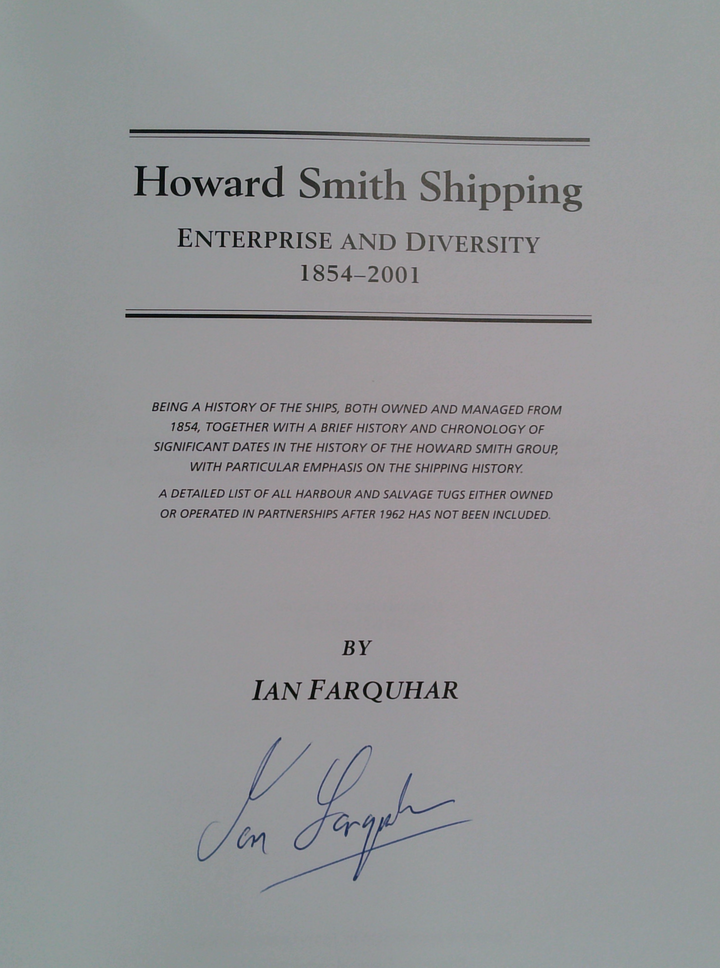 Howard Smith Shipping
ENTERPRISE AND DIVERSITY
1854–2001
BEING A HISTORY OF THE SHIPS, BOTH OWNED AND MANAGED FROM
1854, TOGETHER WITH A BRIEF HISTORY AND CHRONOLOGY OF
SIGNIFICANT DATES IN THE HISTORY OF THE HOWARD SMITH GROUP,
WITH PARTICULAR EMPHASIS ON THE SHIPPING HISTORY.
A DETAILED LIST OF ALL HARBOUR AND SALVAGE TUGS EITHER OWNED
OR OPERATED IN PARTNERSHIPS AFTER 1962 HAS NOT BEEN INCLUDED.
BY
IAN FARQUHAR
Ian Farquhar